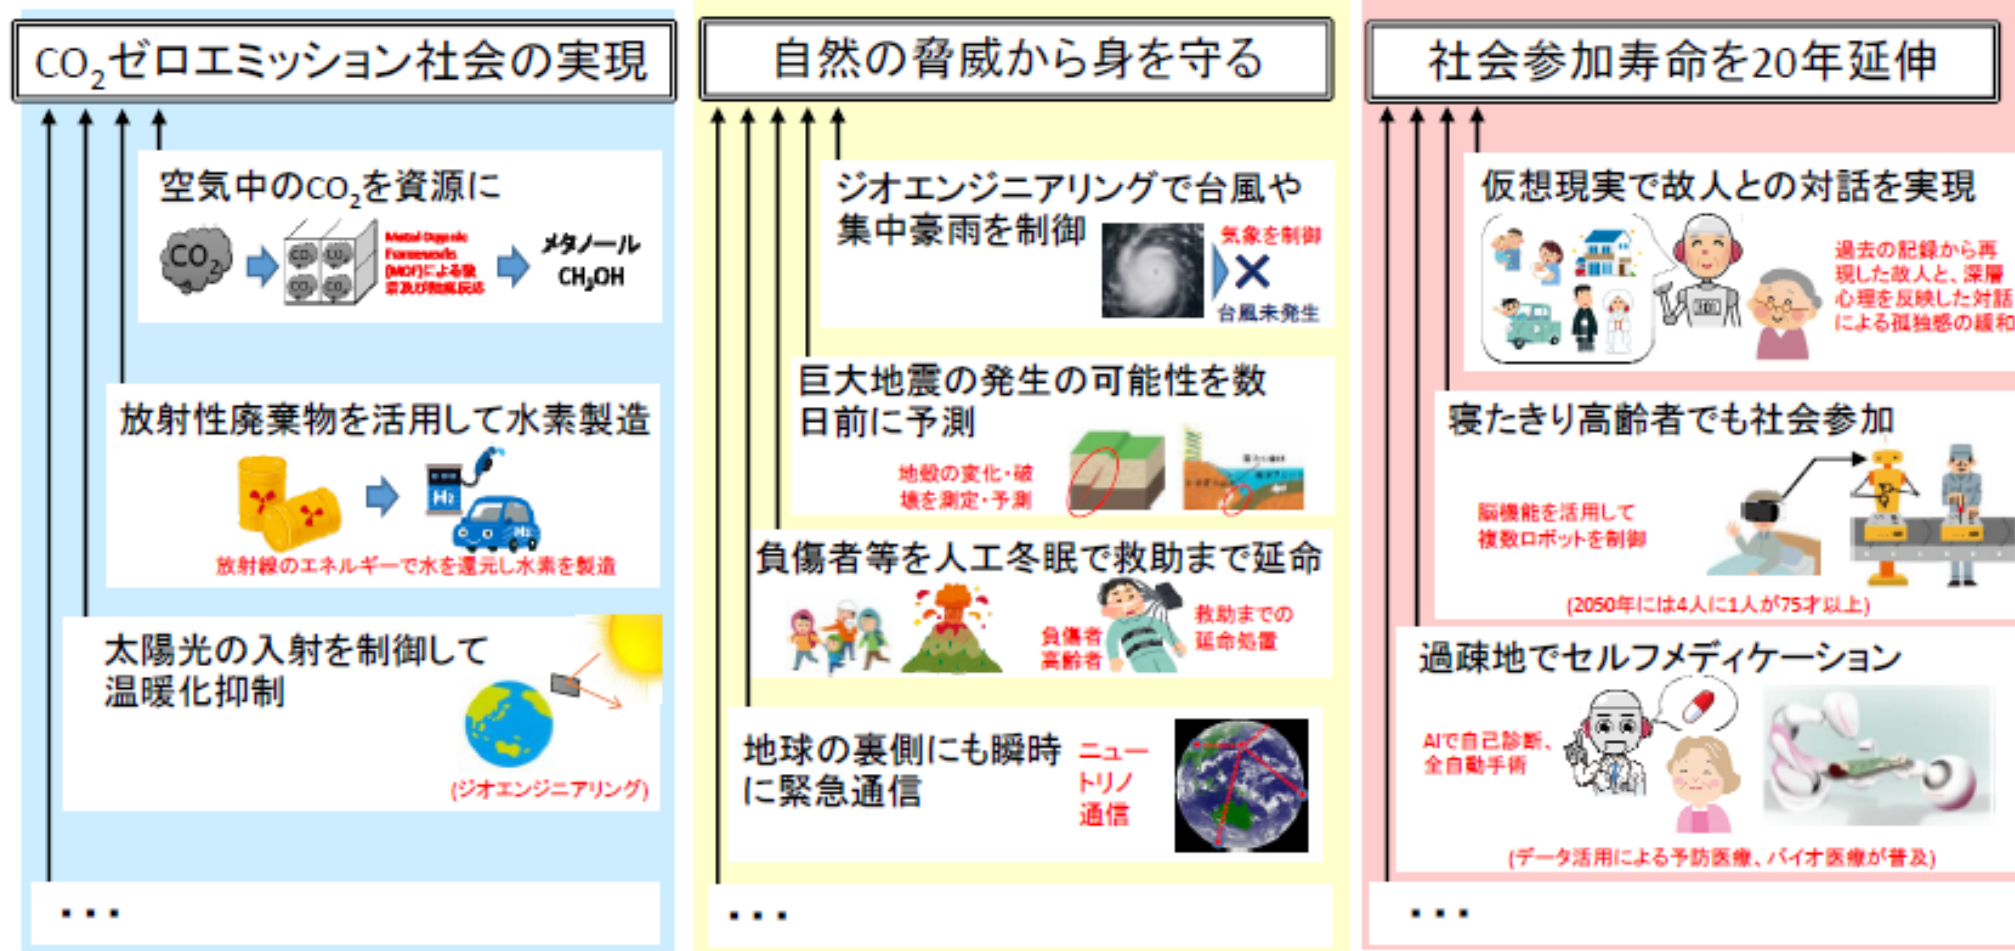 CO₂ゼロエミッション社会の実現
空気中のCO₂を資源に
CO₂
CO₂
CO₂
CO₂
CO₂
Metal Organic
Frameworks
(MOF)による吸
メタノール
CH₃OH
放射性廃棄物を活用して水素製造
H₂
H₂
放射線のエネルギーで水を還元し水素を製造
太陽光の入射を制御して
温暖化抑制
(ジオエンジニアリング)
・・・
自然の脅威から身を守る
ジオエンジニアリングで台風や
集中豪雨を制御
気象を制御
台風未発生
巨大地震の発生の可能性を数
日前に予測
地殻の変化・破
壊を測定・予測
負傷者等を人工冬眠で救助まで延命
負傷者
高齢者
救助までの
延命処置
地球の裏側にも瞬時
に緊急通信
ニュー
トリノ
通信
・・・
社会参加寿命を20年延伸
仮想現実で故人との対話を実現
過去の記録から再
現した故人と、深層
心理を反映した対話
による孤独感の緩和
寝たきり高齢者でも社会参加
脳機能を活用して
複数ロボットを制御
(2050年には4人に1人が75才以上)
過疎地でセルフメディケーション
AIで自己診断、
全自動手術
(データ活用による予防医療、バイオ医療が普及)
・・・